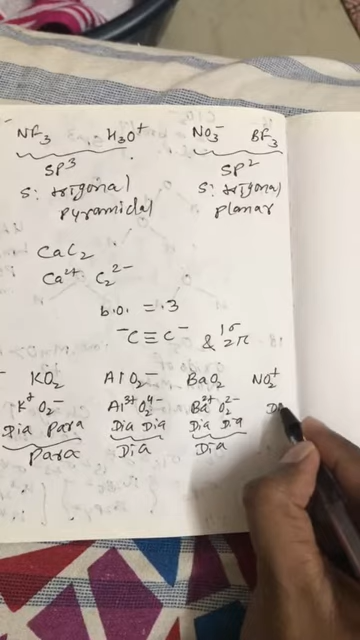 NF₃ H₃O⁺ NO₃⁻ BF₃
SP³ SP²
S: trigonal S: trigonal
Pyramidal planar
CaC₂
Ca²⁺ C₂²⁻
b.o. = 3
⁻C≡C⁻ & 1σ
2π
KO₂ AlO₂⁻ BaO₂ NO₂⁺
K⁺ O₂⁻ Al³⁺ O₂⁴⁻ Ba²⁺ O₂²⁻ Di
Dia Para Dia Dia Dia Dia
Para Dia Dia